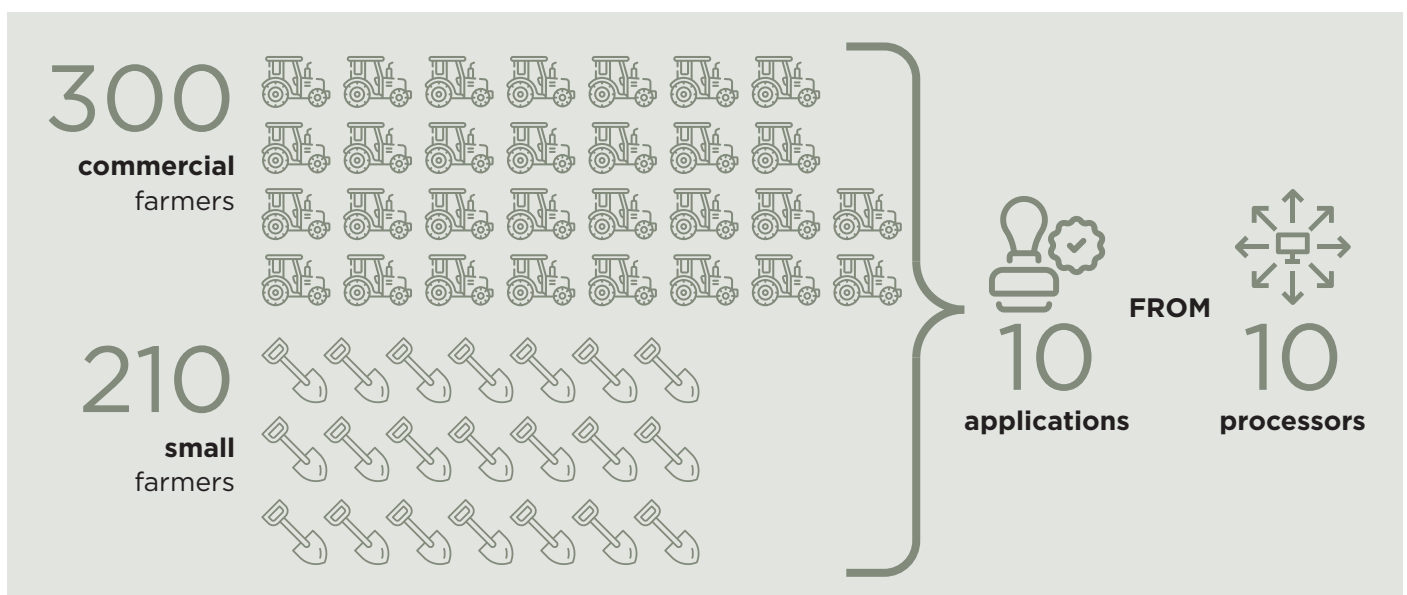 300
commercial
farmers
210
small
farmers
10
applications
FROM
10
processors